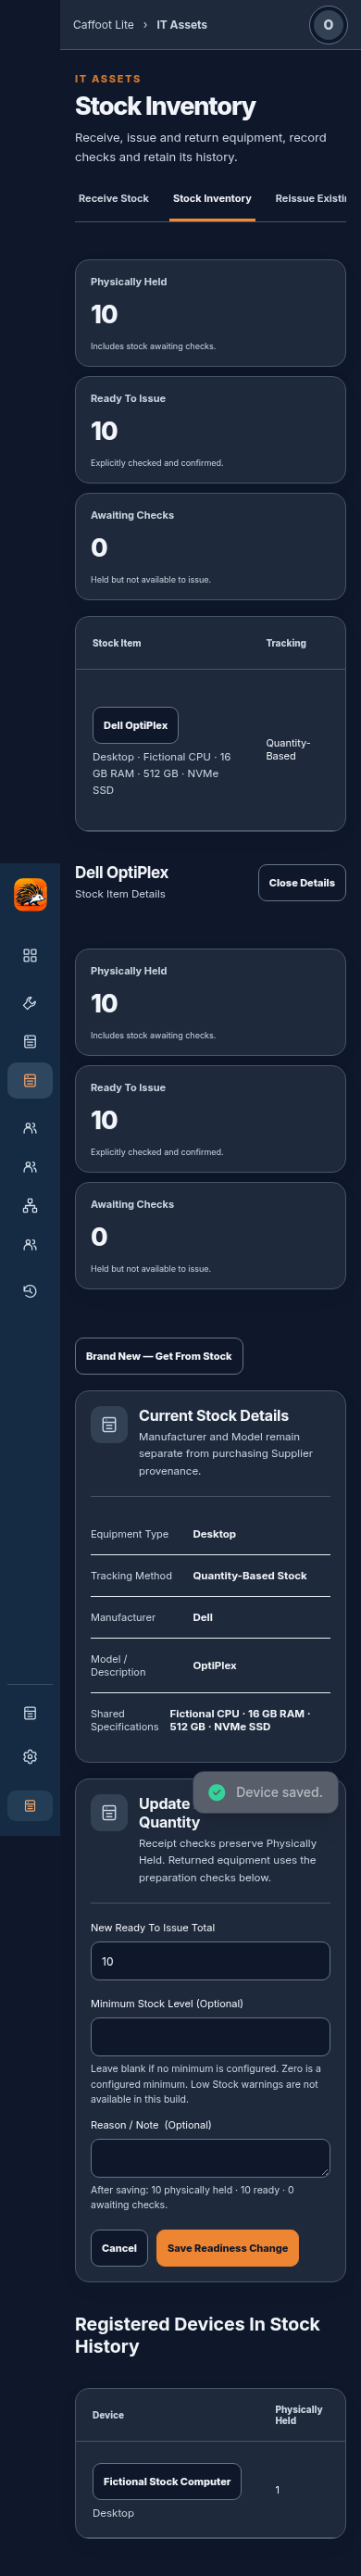 Caffoot Lite › IT Assets
0
IT ASSETS
Stock Inventory
Receive, issue and return equipment, record
checks and retain its history.
Receive Stock Stock Inventory Reissue Existin
Physically Held
10
Includes stock awaiting checks.
Ready To Issue
10
Explicitly checked and confirmed.
Awaiting Checks
0
Held but not available to issue.
Stock Item Tracking
Dell OptiPlex
Desktop · Fictional CPU · 16
GB RAM · 512 GB · NVMe
SSD
Quantity-
Based
Dell OptiPlex
Stock Item Details
Close Details
Physically Held
10
Includes stock awaiting checks.
Ready To Issue
10
Explicitly checked and confirmed.
Awaiting Checks
0
Held but not available to issue.
Brand New — Get From Stock
Current Stock Details
Manufacturer and Model remain
separate from purchasing Supplier
provenance.
Equipment Type Desktop
Tracking Method Quantity-Based Stock
Manufacturer Dell
Model /
Description
OptiPlex
Shared
Specifications
Fictional CPU · 16 GB RAM ·
512 GB · NVMe SSD
Device saved.
Update
Quantity
Receipt checks preserve Physically
Held. Returned equipment uses the
preparation checks below.
New Ready To Issue Total
10
Minimum Stock Level (Optional)
Leave blank if no minimum is configured. Zero is a
configured minimum. Low Stock warnings are not
available in this build.
Reason / Note (Optional)
After saving: 10 physically held · 10 ready · 0
awaiting checks.
Cancel Save Readiness Change
Registered Devices In Stock
History
Device
Physically
Held
Fictional Stock Computer
Desktop
1